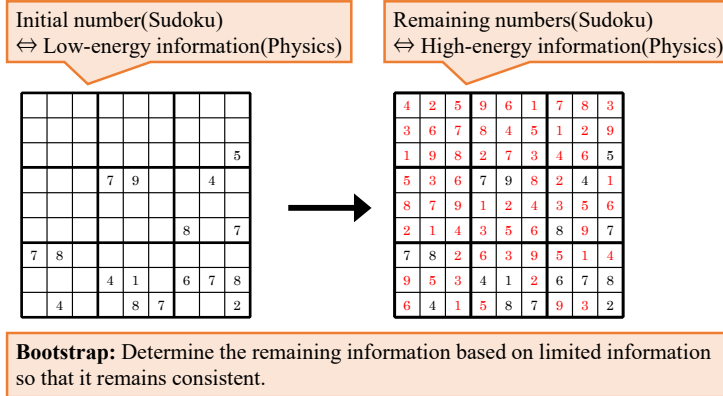 Initial number(Sudoku)
⇔ Low-energy information(Physics)
Remaining numbers(Sudoku)
⇔ High-energy information(Physics)
5
7 9 4
8 7
7 8
4 1 6 7 8
4 8 7 2
4 2 5 9 6 1 7 8 3
3 6 7 8 4 5 1 2 9
1 9 8 2 7 3 4 6 5
5 3 6 7 9 8 2 4 1
8 7 9 1 2 4 3 5 6
2 1 4 3 5 6 8 9 7
7 8 2 6 3 9 5 1 4
9 5 3 4 1 2 6 7 8
6 4 1 5 8 7 9 3 2
Bootstrap: Determine the remaining information based on limited information
so that it remains consistent.